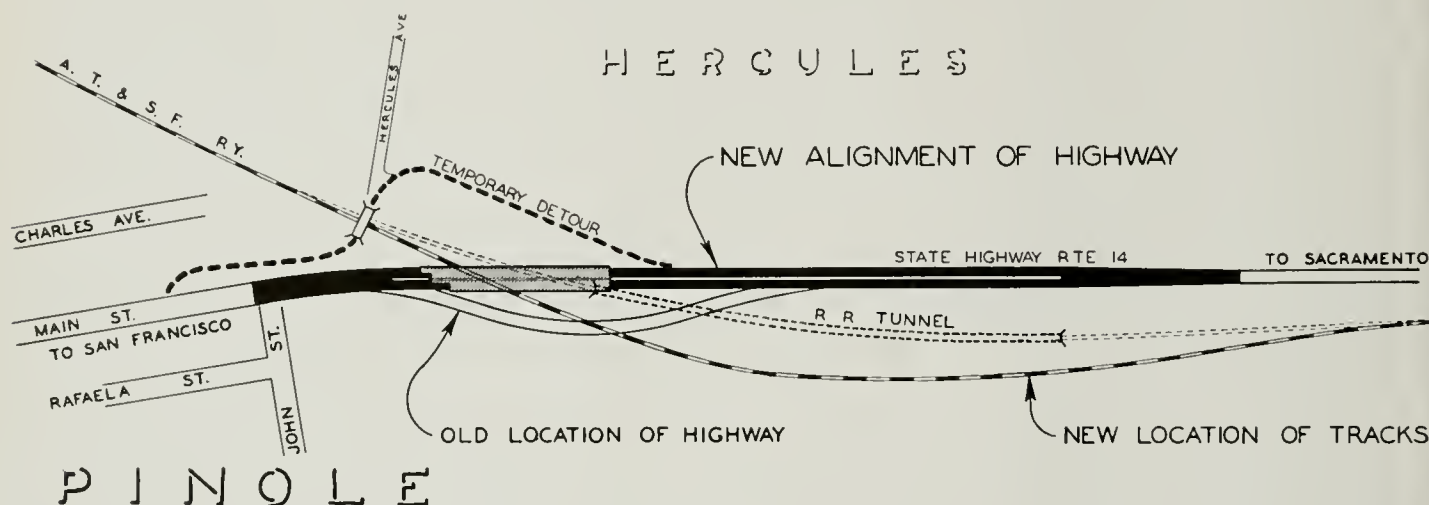 HERCULES
A. T. & S. F. RY.
HERCULES AVE
NEW ALIGNMENT OF HIGHWAY
TEMPORARY DETOUR
CHARLES AVE.
STATE HIGHWAY RTE 14
TO SACRAMENTO
MAIN ST.
TO SAN FRANCISCO
R R TUNNEL
RAFAELA ST.
JOHN ST.
OLD LOCATION OF HIGHWAY
NEW LOCATION OF TRACKS
PINOLE